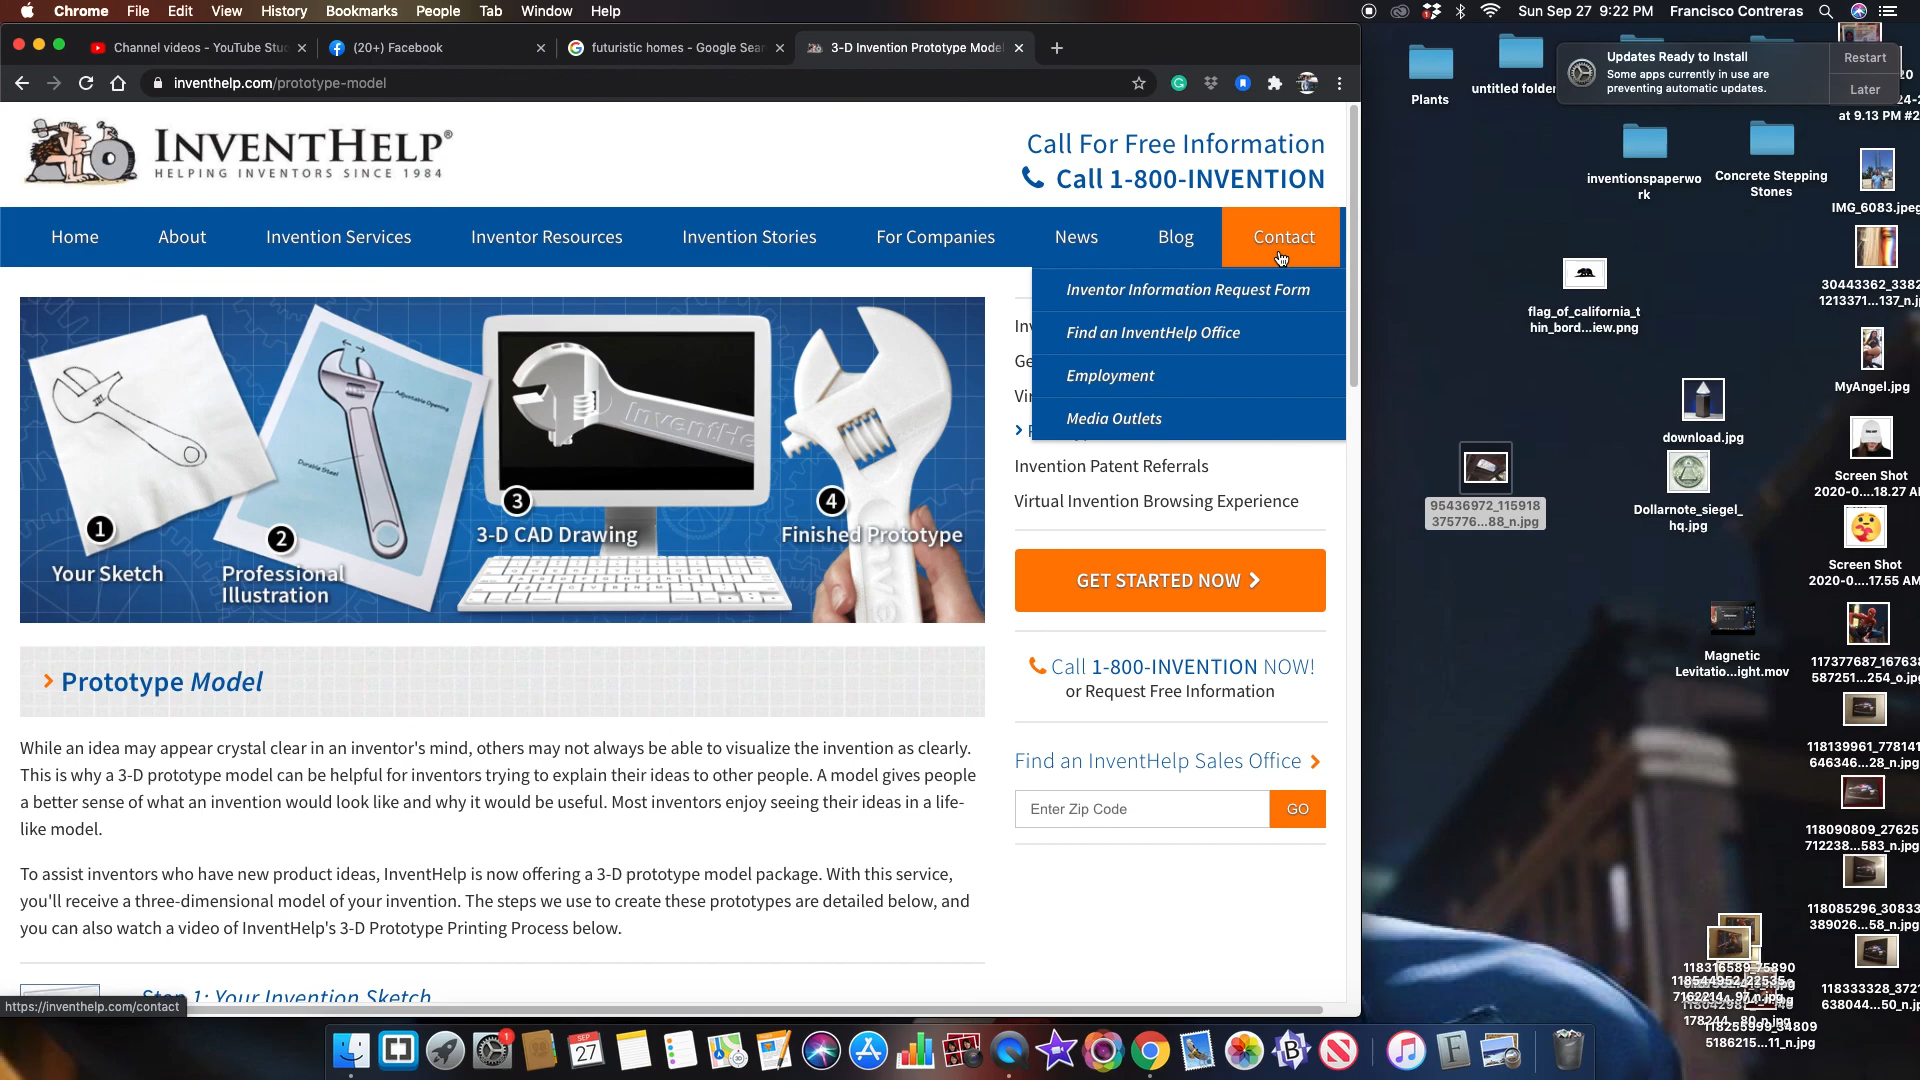 Chrome File Edit View History Bookmarks People Tab Window Help
Sun Sep 27 9:22 PM Francisco Contreras
Channel videos - YouTube Stu
(20+) Facebook
futuristic homes - Google Sear
3-D Invention Prototype Model
inventhelp.com/prototype-model
INVENTHELP®
HELPING INVENTORS SINCE 1984
Call For Free Information
Call 1-800-INVENTION
Home About Invention Services Inventor Resources Invention Stories For Companies News Blog Contact
Inventor Information Request Form
Find an InventHelp Office
Employment
Media Outlets
Inv
Ge
Vir
Invention Patent Referrals
Virtual Invention Browsing Experience
Adjustable Opening
Durable Steel
InventHe
1
Your Sketch
2
Professional
Illustration
3
3-D CAD Drawing
4
Finished Prototype
GET STARTED NOW
Call 1-800-INVENTION NOW!
or Request Free Information
Find an InventHelp Sales Office
Enter Zip Code
GO
Prototype Model
While an idea may appear crystal clear in an inventor's mind, others may not always be able to visualize the invention as clearly.
This is why a 3-D prototype model can be helpful for inventors trying to explain their ideas to other people. A model gives people
a better sense of what an invention would look like and why it would be useful. Most inventors enjoy seeing their ideas in a life-
like model.
To assist inventors who have new product ideas, InventHelp is now offering a 3-D prototype model package. With this service,
you'll receive a three-dimensional model of your invention. The steps we use to create these prototypes are detailed below, and
you can also watch a video of InventHelp's 3-D Prototype Printing Process below.
Step 1: Your Invention Sketch
https://inventhelp.com/contact
Updates Ready to Install
Some apps currently in use are
preventing automatic updates.
Restart
Later
Plants
untitled folder
at 9.13 PM #2
inventionspaperwo
rk
Concrete Stepping
Stones
IMG_6083.jpeg
30443362_3382
1213371...137_n.j
flag_of_california_t
hin_bord...iew.png
MyAngel.jpg
download.jpg
95436972_115918
375776...88_n.jpg
Dollarnote_siegel_
hq.jpg
Screen Shot
2020-0....18.27 A
Screen Shot
2020-0....17.55 AM
Magnetic
Levitatio...ight.mov
117377687_167638
587251...254_o.jp
118139961_778141
646346...28_n.jp
118090809_27625
712238...583_n.jp
118085296_30833
389026...58_n.jp
118316589_75890
118333328_372
638044...50_n.jp
118255999_34809
5186215...11_n.jpg
SEP
27
1